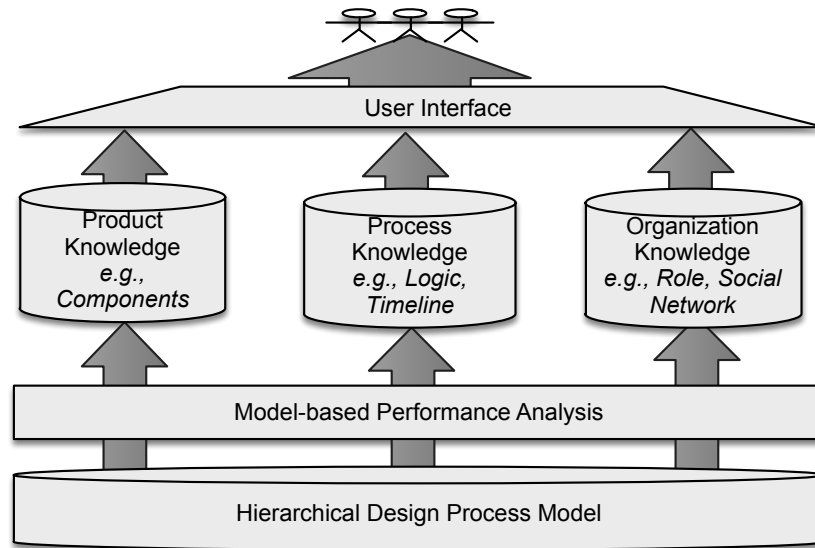 User Interface
Product
Knowledge
e.g.,
Components
Process
Knowledge
e.g., Logic,
Timeline
Organization
Knowledge
e.g., Role, Social
Network
Model-based Performance Analysis
Hierarchical Design Process Model